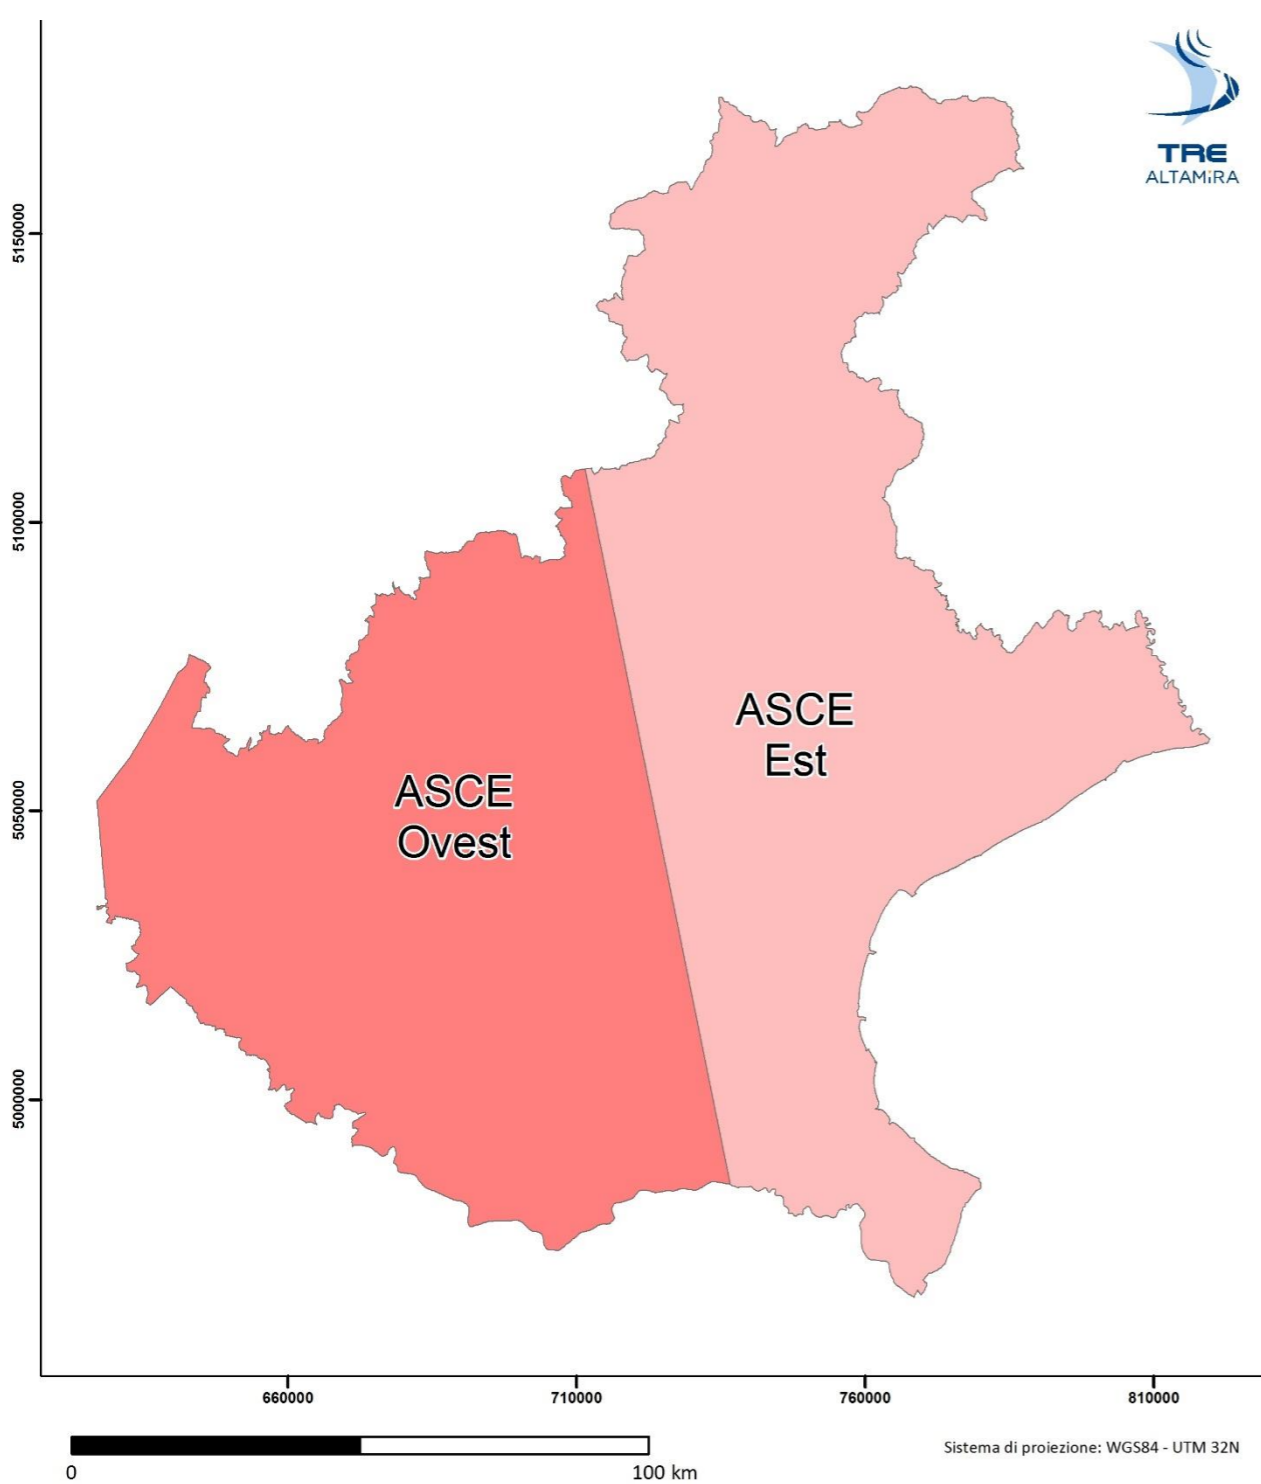 TRE
ALTAMiRA
5150000
5100000
5050000
5000000
ASCE
Est
ASCE
Ovest
660000
710000
760000
810000
0
100 km
Sistema di proiezione: WGS84 - UTM 32N